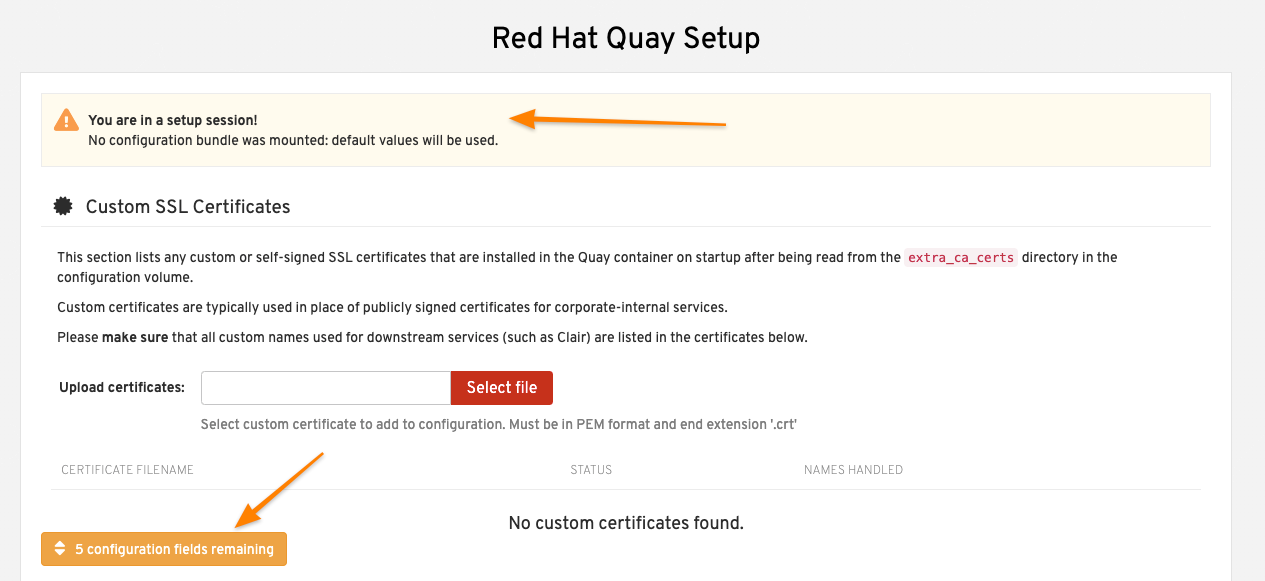 Red Hat Quay Setup
You are in a setup session!
No configuration bundle was mounted: default values will be used.
Custom SSL Certificates
This section lists any custom or self-signed SSL certificates that are installed in the Quay container on startup after being read from the extra_ca_certs directory in the
configuration volume.
Custom certificates are typically used in place of publicly signed certificates for corporate-internal services.
Please make sure that all custom names used for downstream services (such as Clair) are listed in the certificates below.
Upload certificates:
Select file
Select custom certificate to add to configuration. Must be in PEM format and end extension '.crt'
CERTIFICATE FILENAME STATUS NAMES HANDLED
No custom certificates found.
5 configuration fields remaining